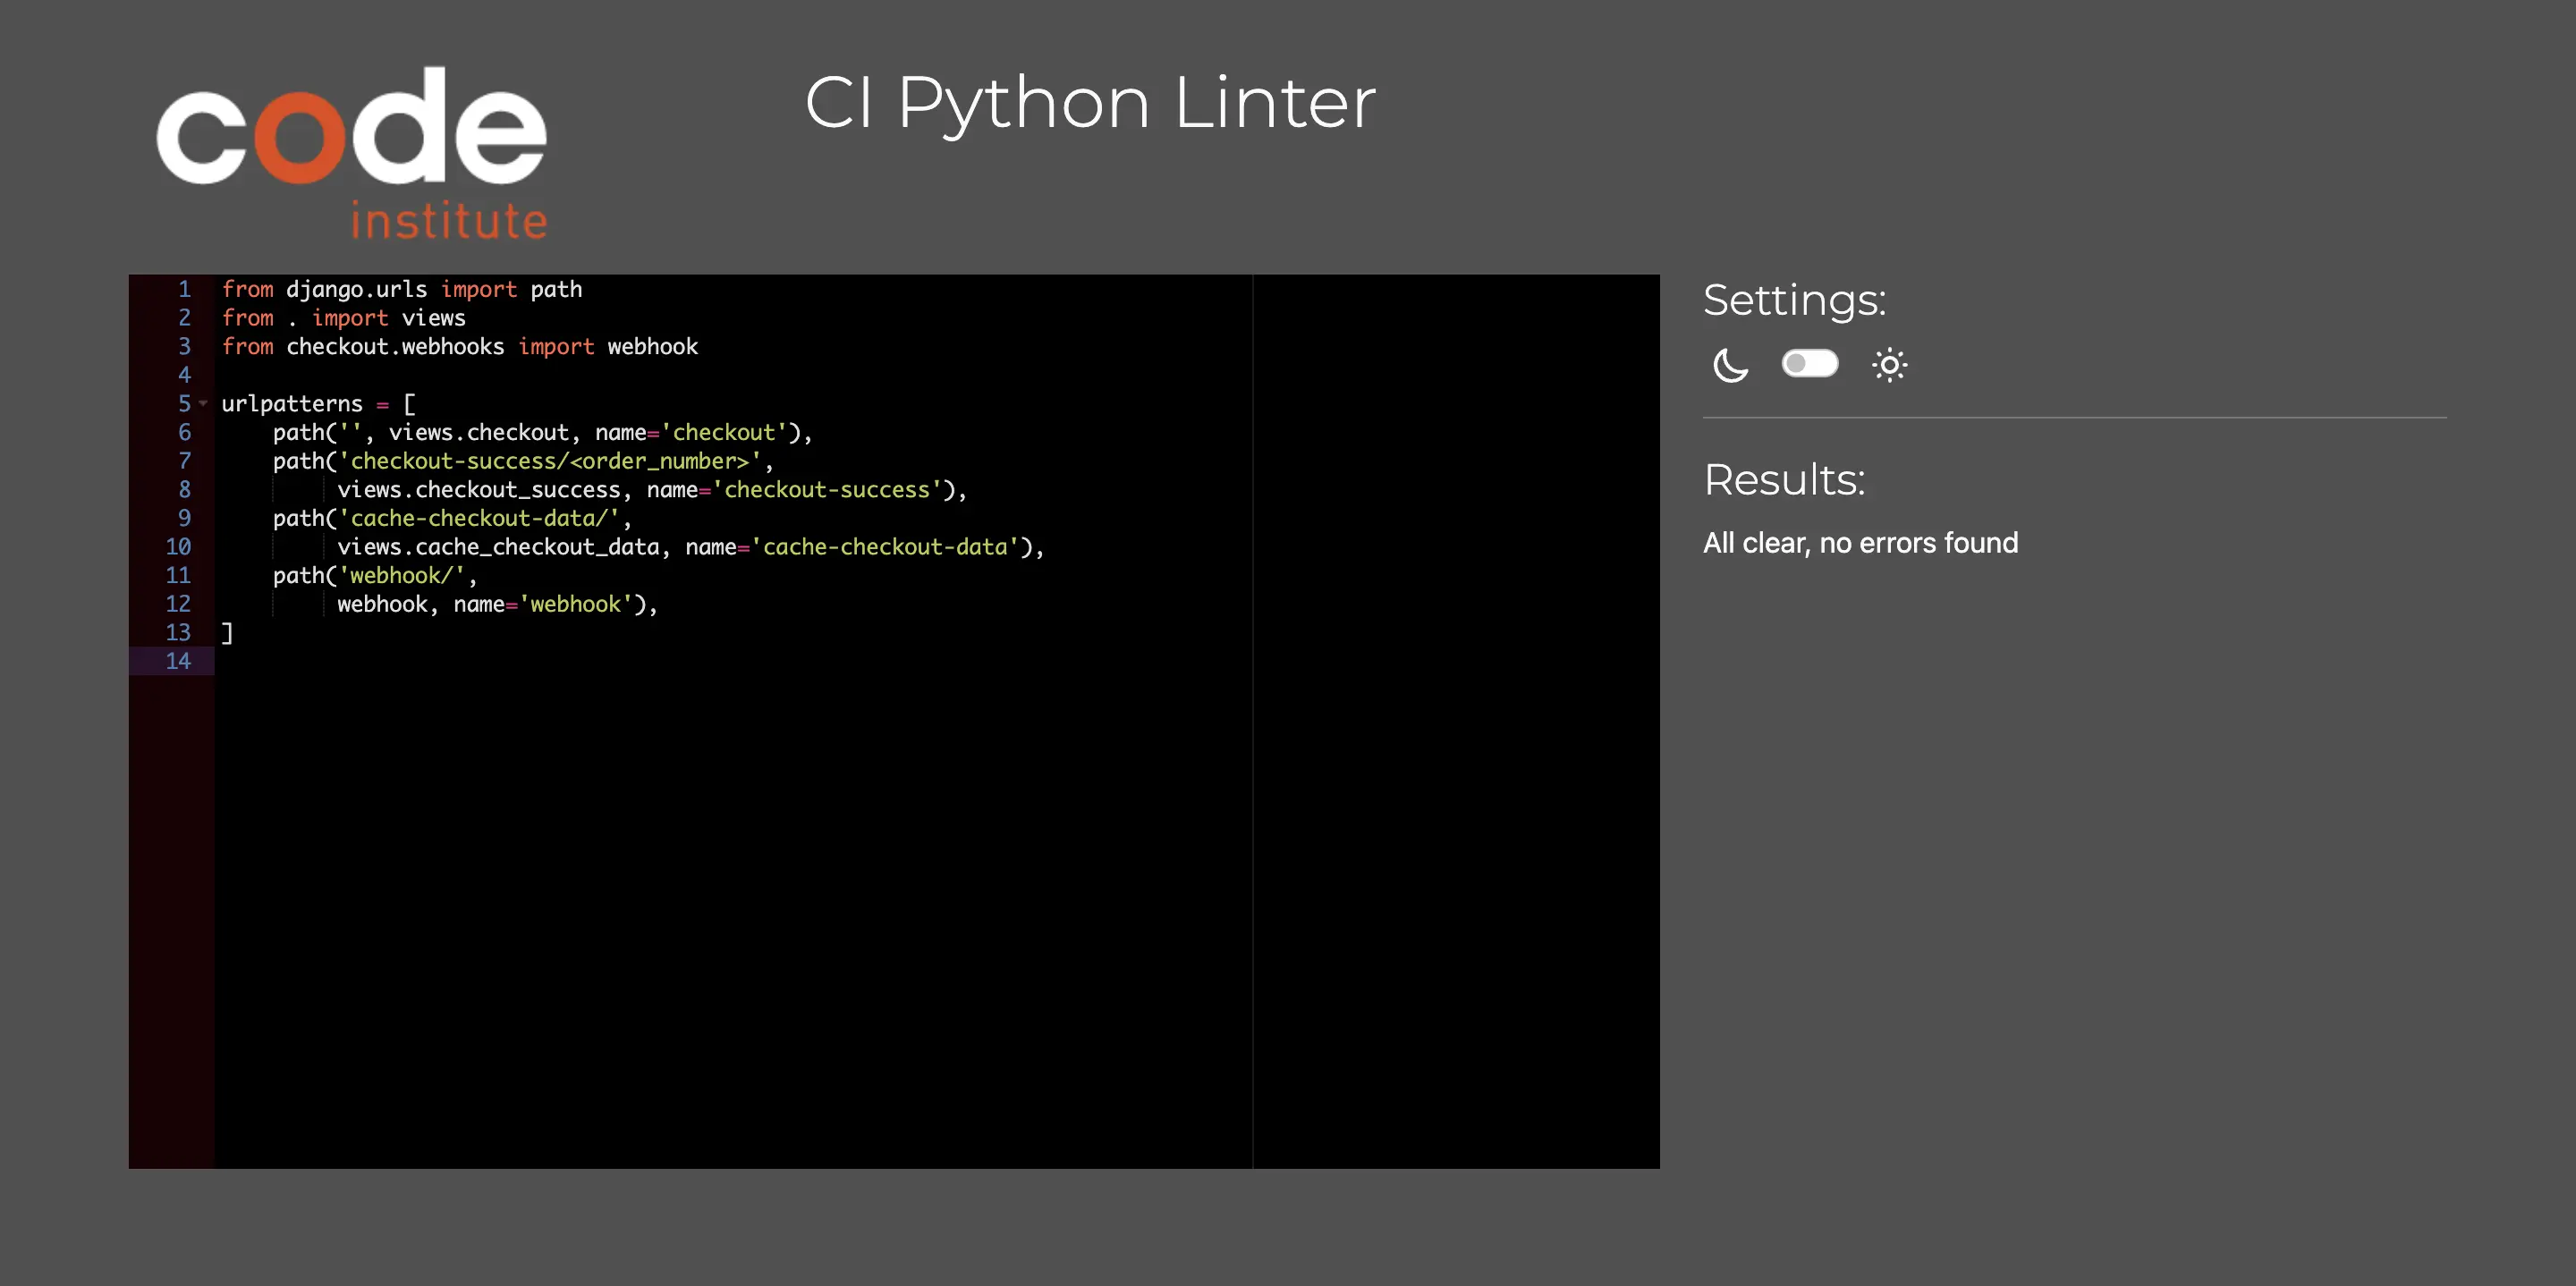 code
institute
CI Python Linter
1 from django.urls import path
2 from . import views
3 from checkout.webhooks import webhook
4
5 urlpatterns = [
6     path('', views.checkout, name='checkout'),
7     path('checkout-success/<order_number>',
8          views.checkout_success, name='checkout-success'),
9     path('cache-checkout-data/',
10          views.cache_checkout_data, name='cache-checkout-data'),
11     path('webhook/',
12          webhook, name='webhook'),
13 ]
14
Settings:
Results:
All clear, no errors found